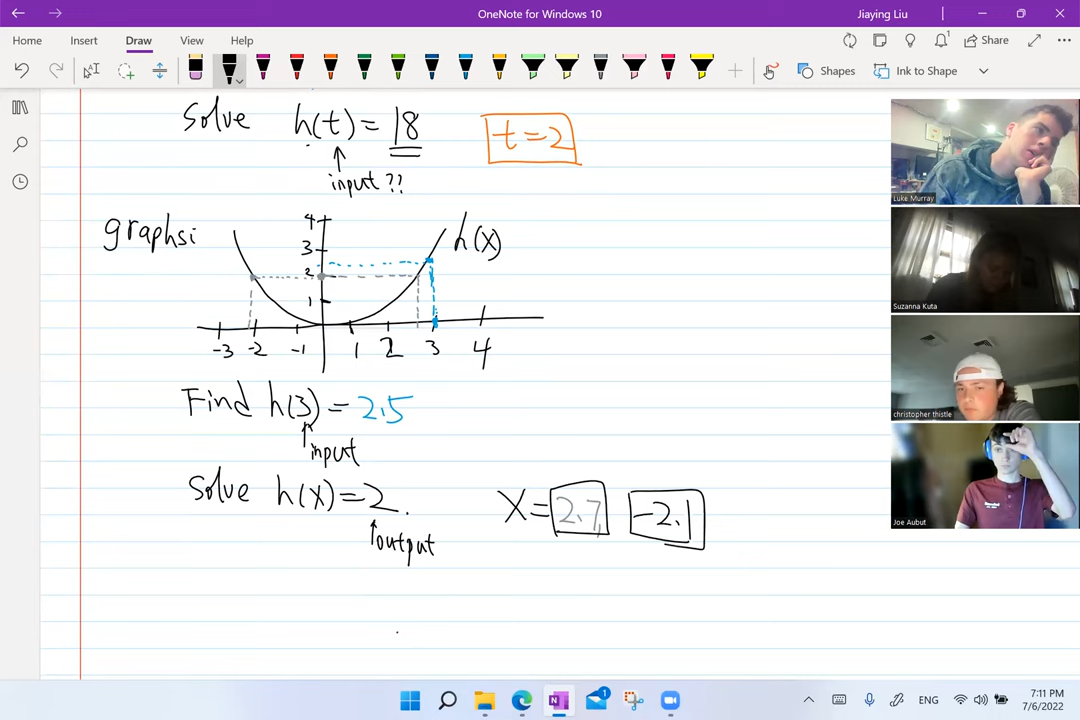 OneNote for Windows 10
Jiaying Liu
Home Insert Draw View Help
Share
Shapes
Ink to Shape
Solve h(t) = 18 t = 2
input ??
graphs:
h(x)
4
3
2
1
-3 -2 -1 1 2 3 4
Find h(3) = 2.5
input
Solve h(x) = 2. x = 2.7, -2.1
output
Luke Murray
Suzanna Kuta
christopher thistle
Joe Aubut
1
ENG
7:11 PM
7/6/2022